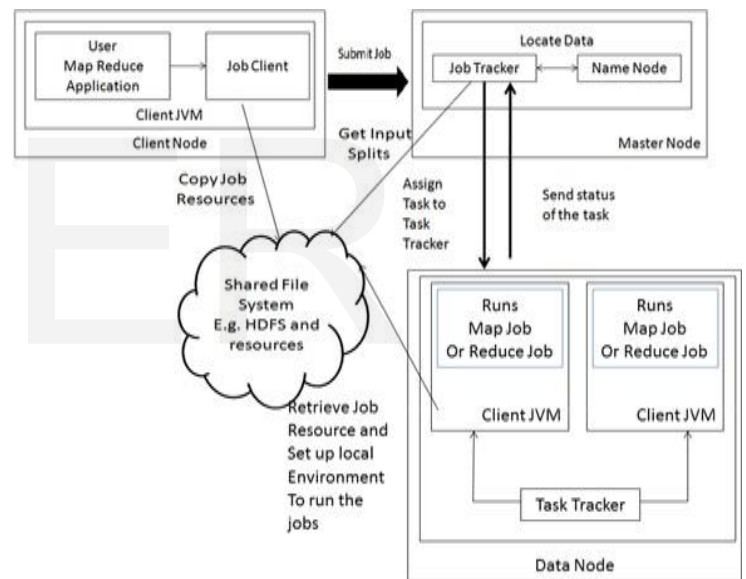 User
Map Reduce
Application
Job Client
Client JVM
Client Node
Submit Job
Locate Data
Job Tracker
Name Node
Master Node
Get Input
Splits
Copy Job
Resources
Assign
Task to
Task
Tracker
Send status
of the task
Shared File
System
E.g. HDFS and
resources
Retrieve Job
Resource and
Set up local
Environment
To run the
jobs
Runs
Map Job
Or Reduce Job
Client JVM
Runs
Map Job
Or Reduce Job
Client JVM
Task Tracker
Data Node
ER